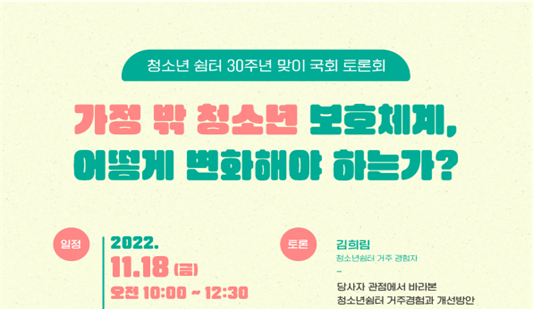 청소년 쉼터 30주년 맞이 국회 토론회
가정 밖 청소년 보호체계,
어떻게 변화해야 하는가?
일정
2022.
11.18 (금)
오전 10:00 ~ 12:30
토론
김희림
청소년쉼터 거주 경험자
–
당사자 관점에서 바라본
청소년쉼터 거주경험과 개선방안